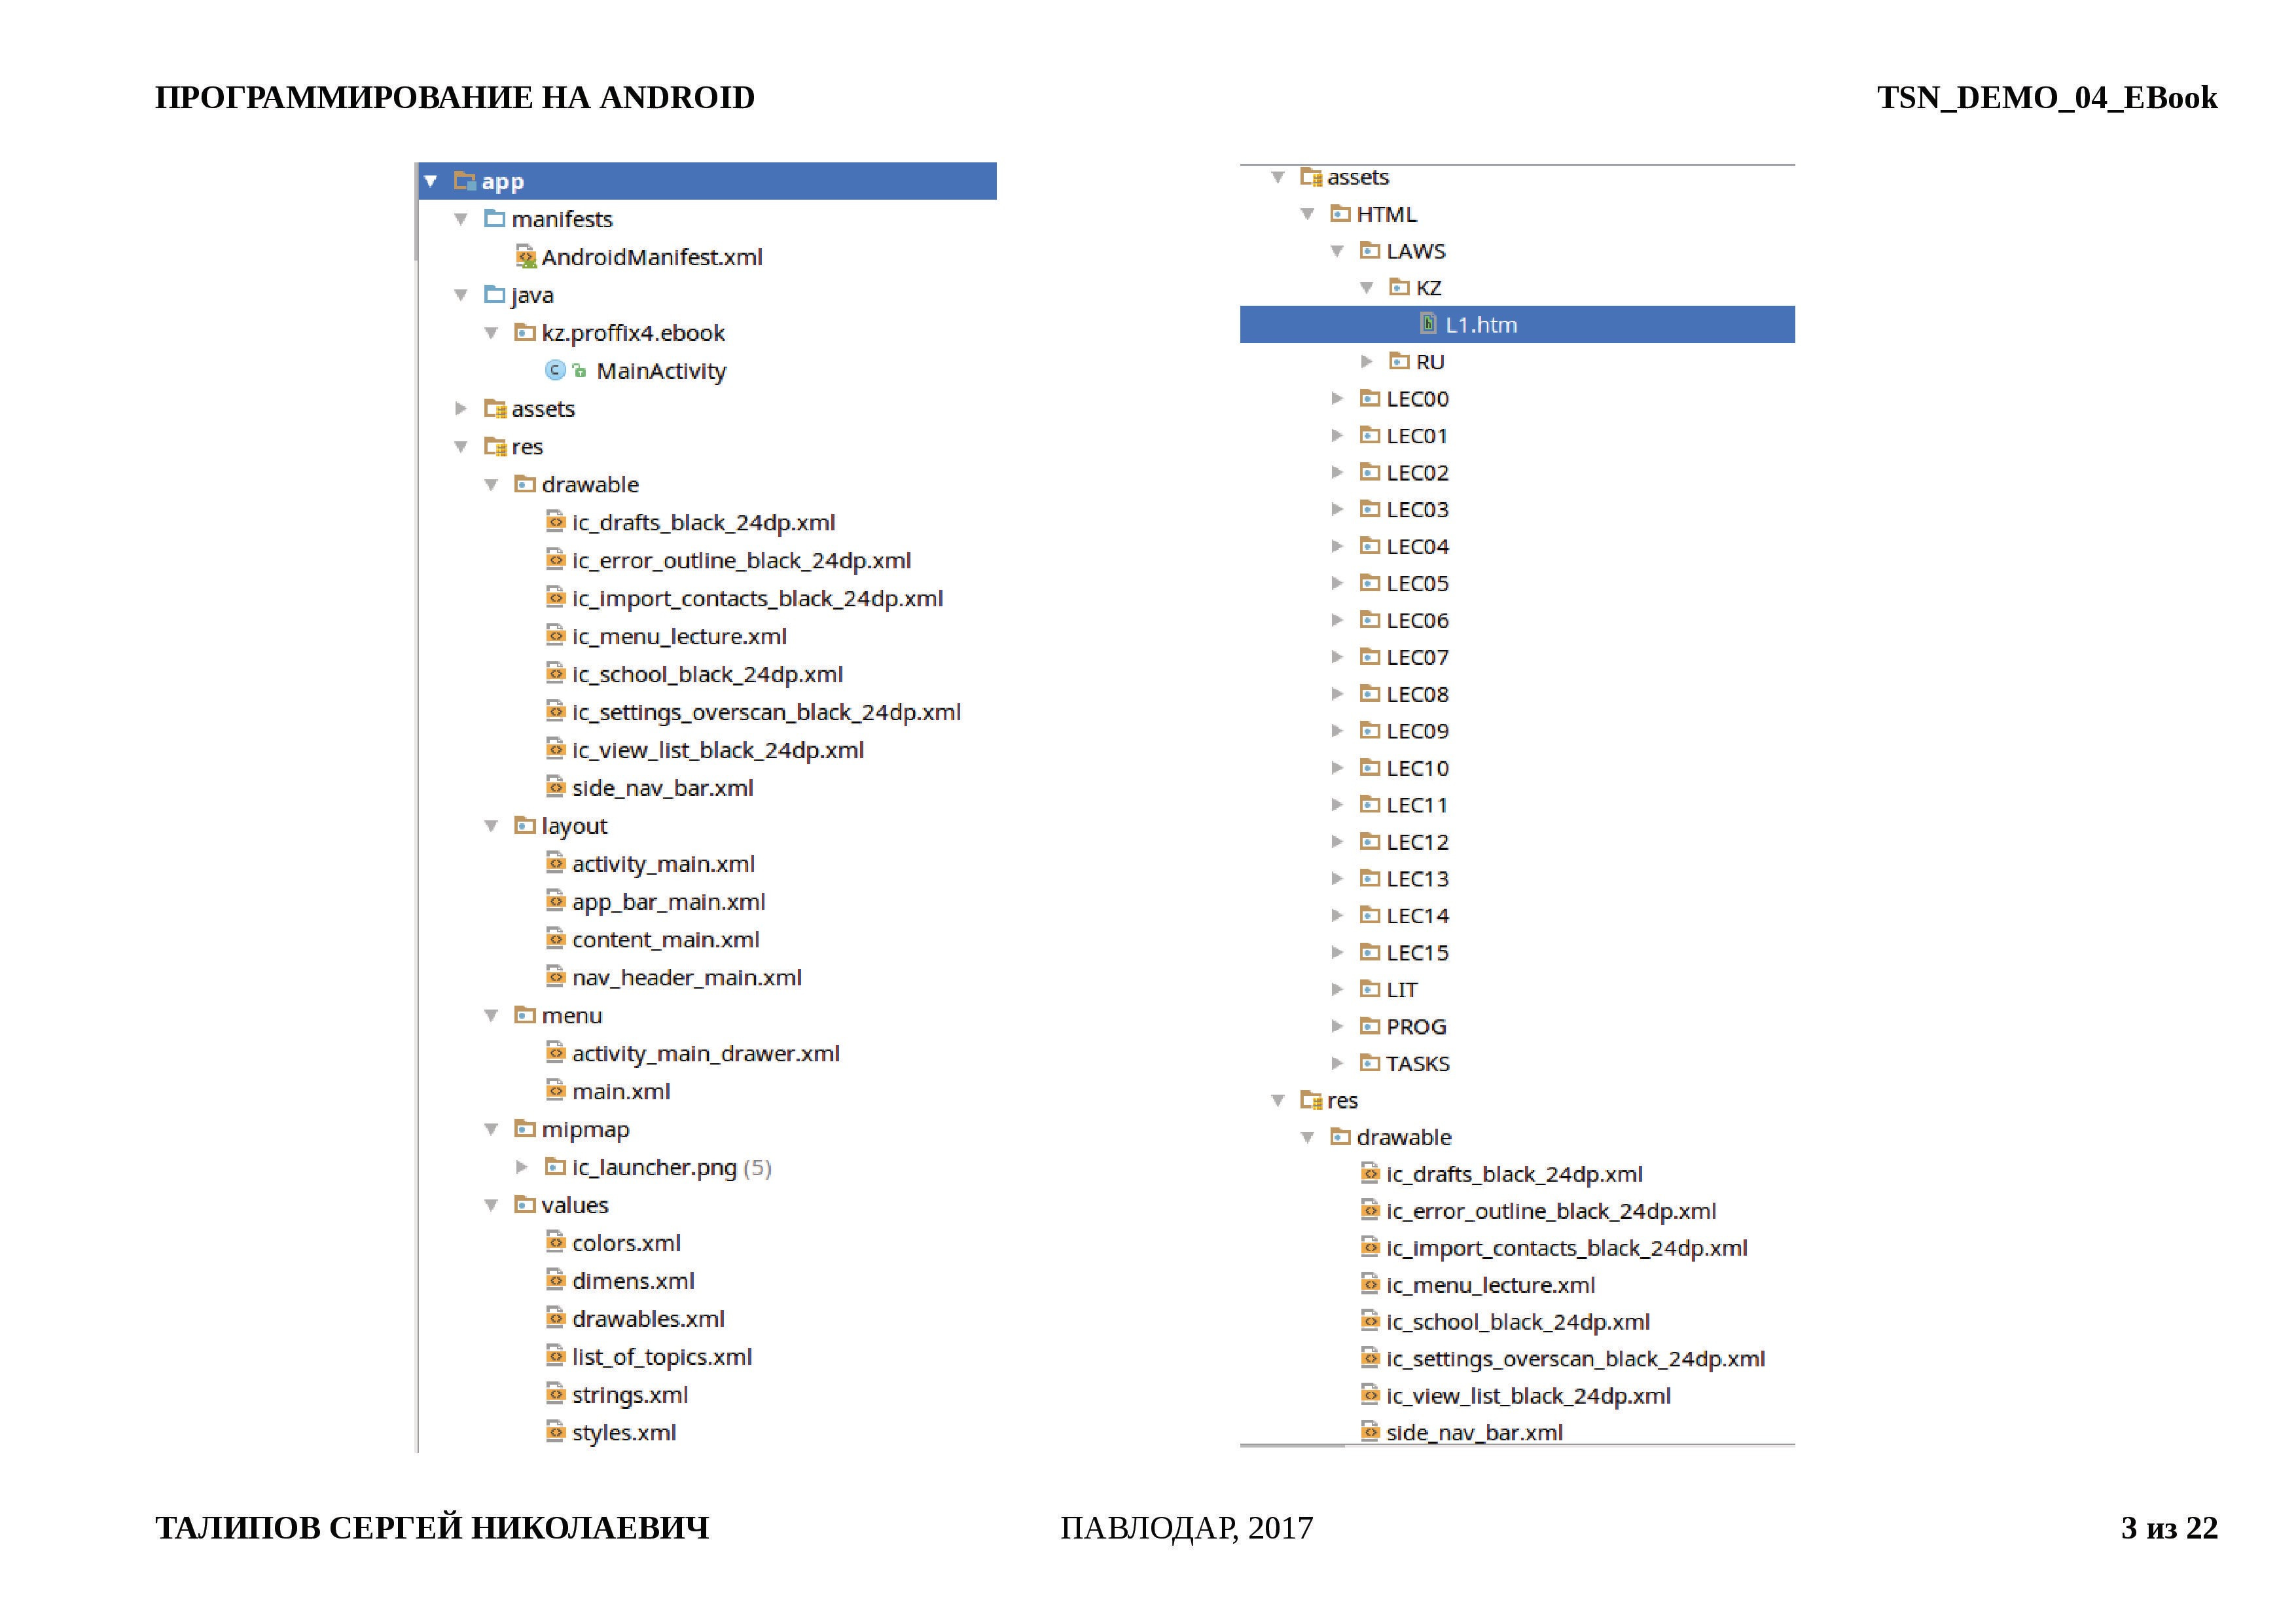 ПРОГРАММИРОВАНИЕ НА ANDROID
TSN_DEMO_04_EBook
app
manifests
AndroidManifest.xml
java
kz.proffix4.ebook
MainActivity
assets
res
drawable
ic_drafts_black_24dp.xml
ic_error_outline_black_24dp.xml
ic_import_contacts_black_24dp.xml
ic_menu_lecture.xml
ic_school_black_24dp.xml
ic_settings_overscan_black_24dp.xml
ic_view_list_black_24dp.xml
side_nav_bar.xml
layout
activity_main.xml
app_bar_main.xml
content_main.xml
nav_header_main.xml
menu
activity_main_drawer.xml
main.xml
mipmap
ic_launcher.png (5)
values
colors.xml
dimens.xml
drawables.xml
list_of_topics.xml
strings.xml
styles.xml
assets
HTML
LAWS
KZ
L1.htm
RU
LEC00
LEC01
LEC02
LEC03
LEC04
LEC05
LEC06
LEC07
LEC08
LEC09
LEC10
LEC11
LEC12
LEC13
LEC14
LEC15
LIT
PROG
TASKS
res
drawable
ic_drafts_black_24dp.xml
ic_error_outline_black_24dp.xml
ic_import_contacts_black_24dp.xml
ic_menu_lecture.xml
ic_school_black_24dp.xml
ic_settings_overscan_black_24dp.xml
ic_view_list_black_24dp.xml
side_nav_bar.xml
ТАЛИПОВ СЕРГЕЙ НИКОЛАЕВИЧ
ПАВЛОДАР, 2017
3 из 22